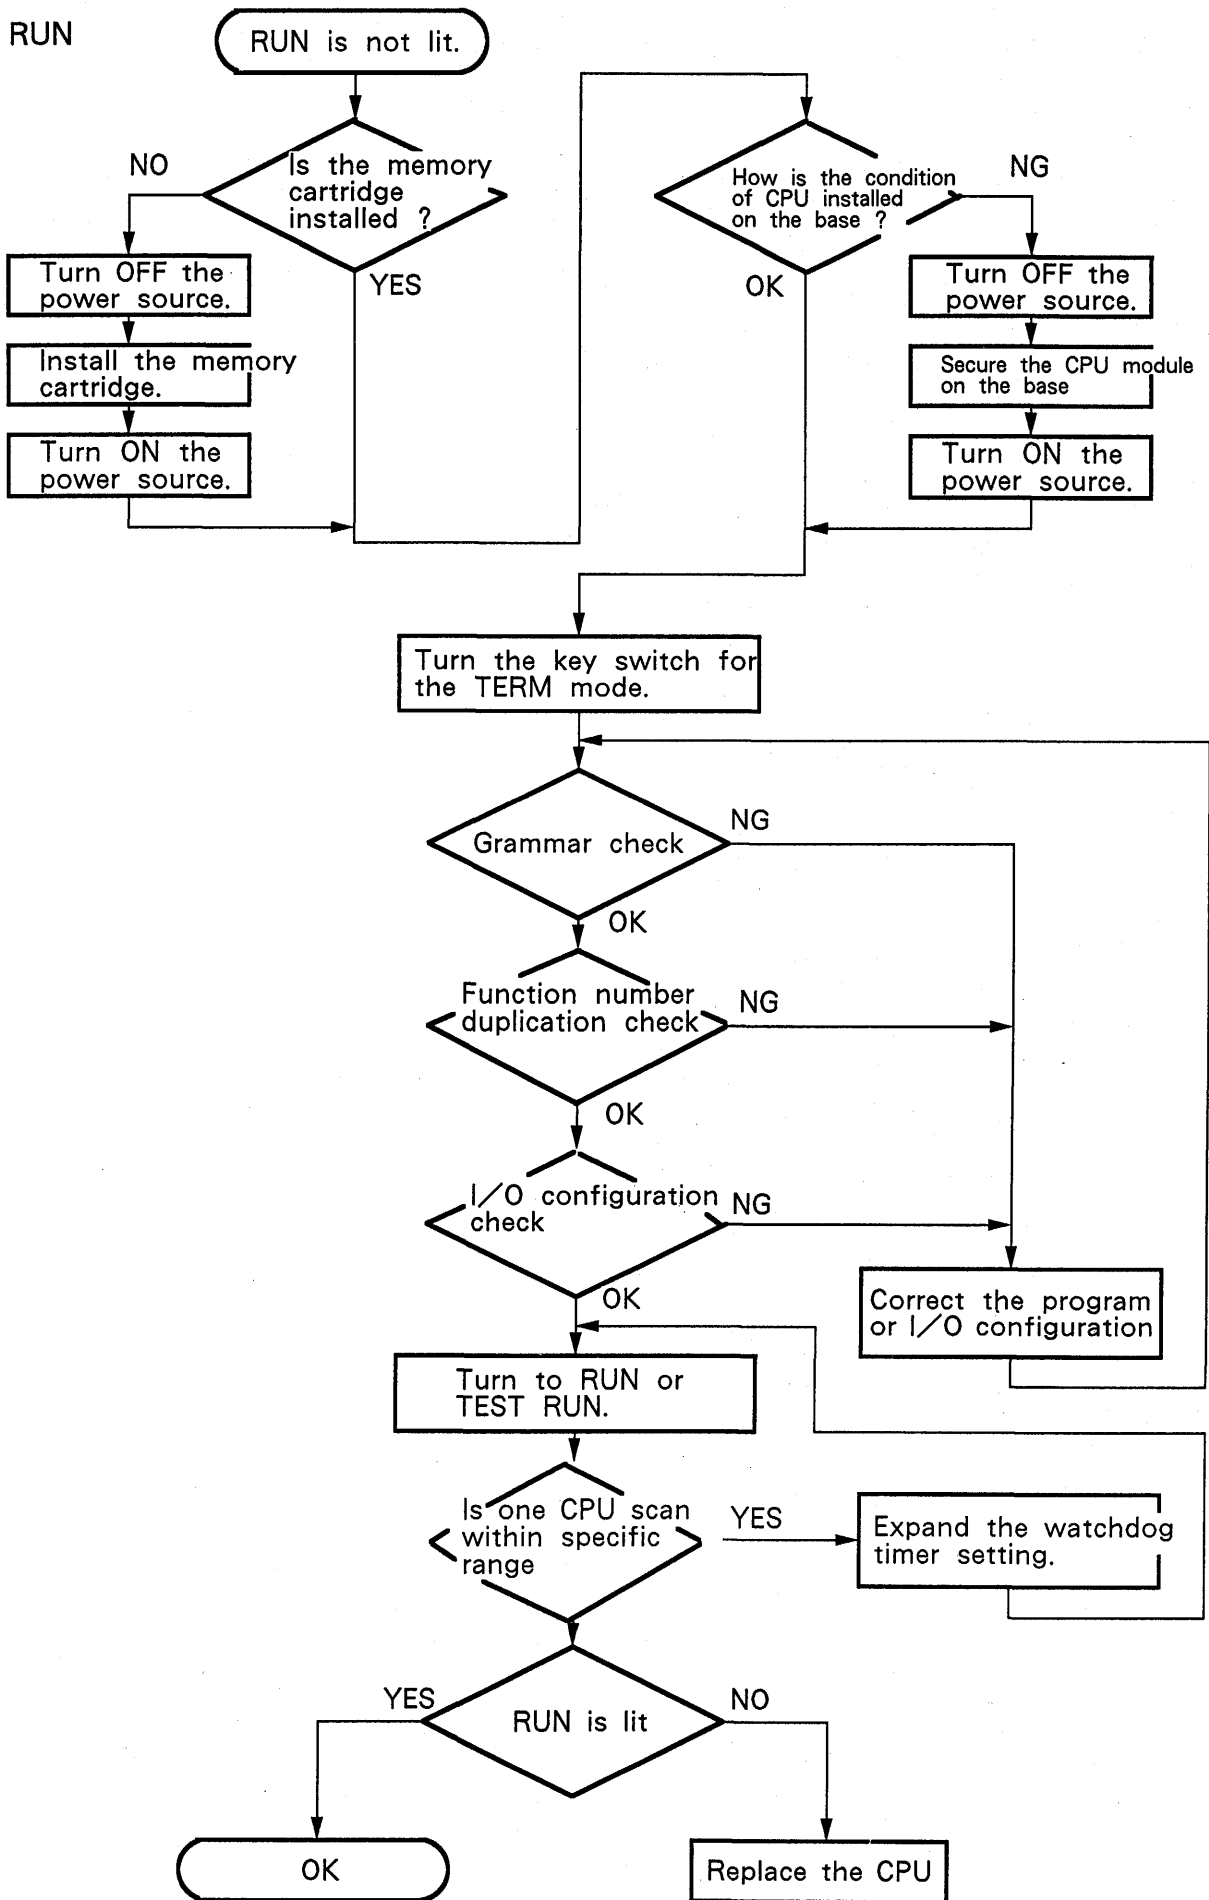 RUN
RUN is not lit.
Is the memory
cartridge
installed ?
NO
YES
Turn OFF the
power source.
Install the memory
cartridge.
Turn ON the
power source.
How is the condition
of CPU installed
on the base ?
NG
OK
Turn OFF the
power source.
Secure the CPU module
on the base
Turn ON the
power source.
Turn the key switch for
the TERM mode.
Grammar check
NG
OK
Function number
duplication check
NG
OK
I/O configuration
check
NG
OK
Correct the program
or I/O configuration
Turn to RUN or
TEST RUN.
Is one CPU scan
within specific
range
YES
Expand the watchdog
timer setting.
RUN is lit
YES
NO
OK
Replace the CPU